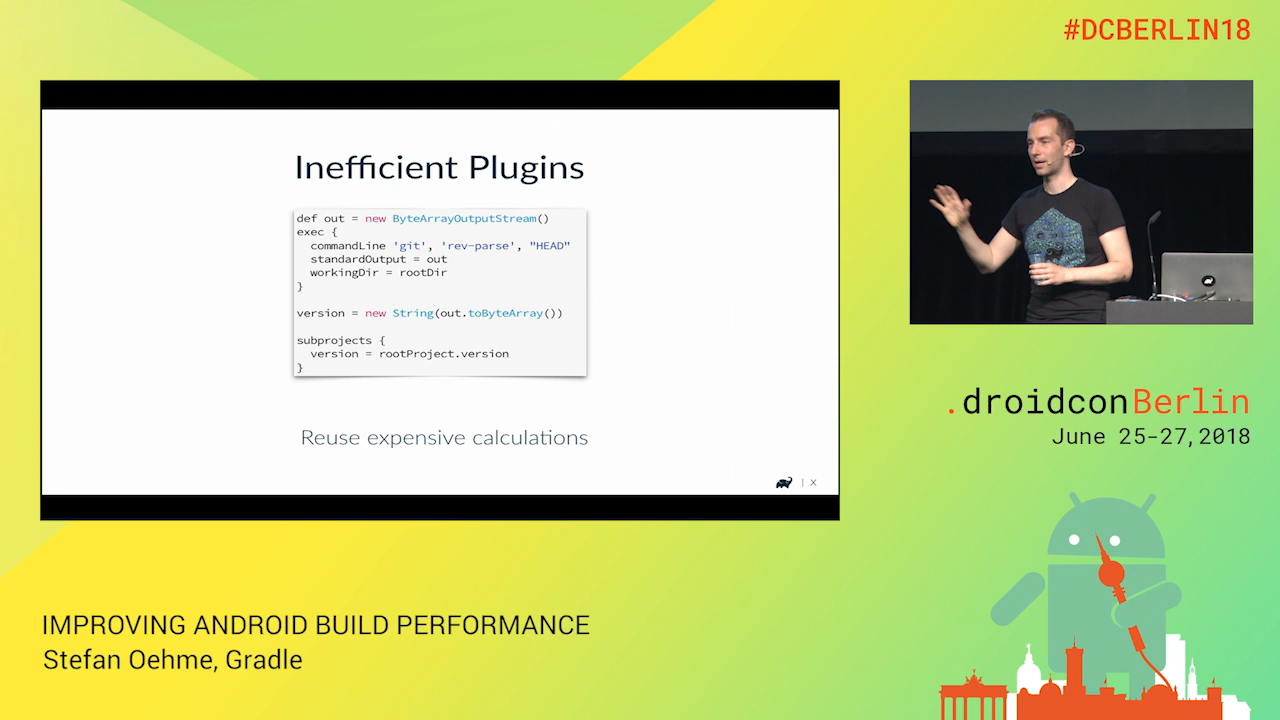 #DCBERLIN18
Inefficient Plugins
def out = new ByteArrayOutputStream()
exec {
  commandLine 'git', 'rev-parse', "HEAD"
  standardOutput = out
  workingDir = rootDir
}
version = new String(out.toByteArray())
subprojects {
  version = rootProject.version
}
Reuse expensive calculations
| X
.droidconBerlin
June 25-27,2018
IMPROVING ANDROID BUILD PERFORMANCE
Stefan Oehme, Gradle